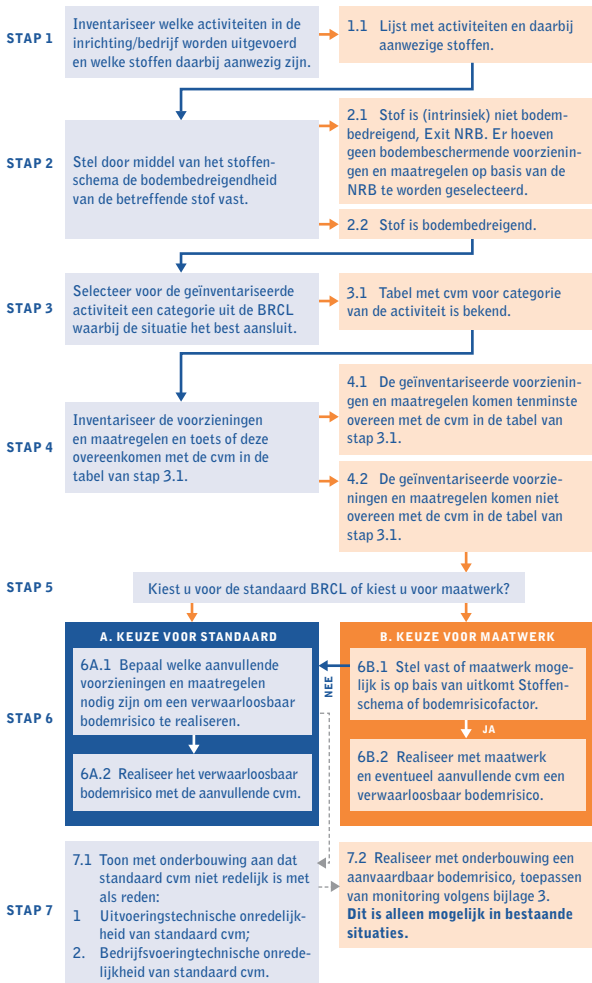 STAP 1
Inventariseer welke activiteiten in de
inrichting/bedrijf worden uitgevoerd
en welke stoffen daarbij aanwezig zijn.
1.1 Lijst met activiteiten en daarbij
aanwezige stoffen.
STAP 2
Stel door middel van het stoffen-
schema de bodembedreigendheid
van de betreffende stof vast.
2.1 Stof is (intrinsiek) niet bodem-
bedreigend, Exit NRB. Er hoeven
geen bodembeschermende voorzienin-
gen en maatregelen op basis van de
NRB te worden geselecteerd.
2.2 Stof is bodembedreigend.
STAP 3
Selecteer voor de geïnventariseerde
activiteit een categorie uit de BRCL
waarbij de situatie het best aansluit.
3.1 Tabel met cvm voor categorie
van de activiteit is bekend.
STAP 4
Inventariseer de voorzieningen
en maatregelen en toets of deze
overeenkomen met de cvm in de
tabel van stap 3.1.
4.1 De geïnventariseerde voorzienin-
gen en maatregelen komen tenminste
overeen met de cvm in de tabel van
stap 3.1.
4.2 De geïnventariseerde voorzie-
ningen en maatregelen komen niet
overeen met de cvm in de tabel van
stap 3.1.
STAP 5
Kiest u voor de standaard BRCL of kiest u voor maatwerk?
STAP 6
A. KEUZE VOOR STANDAARD
6A.1 Bepaal welke aanvullende
voorzieningen en maatregelen
nodig zijn om een verwaarloosbaar
bodemrisico te realiseren.
6A.2 Realiseer het verwaarloosbaar
bodemrisico met de aanvullende cvm.
NEE
B. KEUZE VOOR MAATWERK
6B.1 Stel vast of maatwerk moge-
lijk is op bais van uitkomt Stoffen-
schema of bodemrisicofactor.
JA
6B.2 Realiseer met maatwerk
en eventueel aanvullende cvm een
verwaarloosbaar bodemrisico.
STAP 7
7.1 Toon met onderbouwing aan dat
standaard cvm niet redelijk is met
als reden:
1 Uitvoeringstechnische onredelijk-
heid van standaard cvm;
2. Bedrijfsvoeringtechnische onrede-
lijkheid van standaard cvm.
7.2 Realiseer met onderbouwing een
aanvaardbaar bodemrisico, toepassen
van monitoring volgens bijlage 3.
Dit is alleen mogelijk in bestaande
situaties.